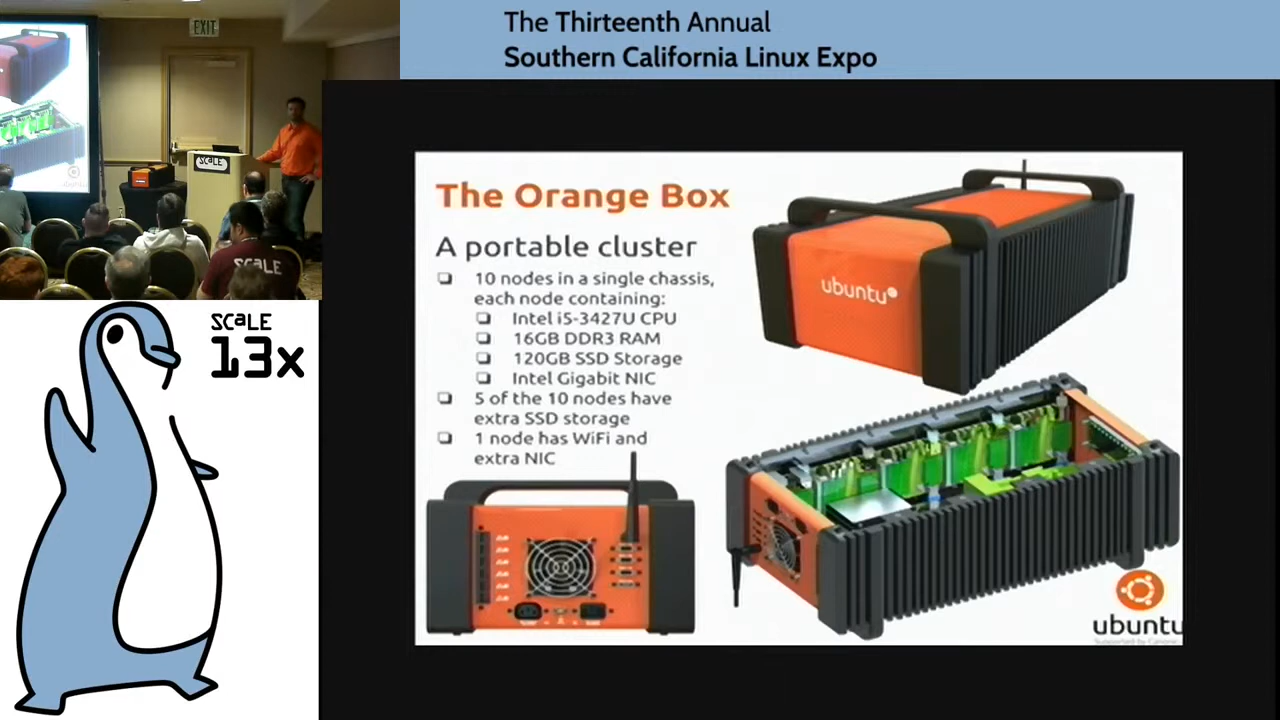 The Thirteenth Annual
Southern California Linux Expo
EXIT
SCALE
SCALE
SCALE
13x
The Orange Box
A portable cluster
10 nodes in a single chassis,
each node containing:
Intel i5-3427U CPU
16GB DDR3 RAM
120GB SSD Storage
Intel Gigabit NIC
5 of the 10 nodes have
extra SSD storage
1 node has WiFi and
extra NIC
ubuntu
ubuntu